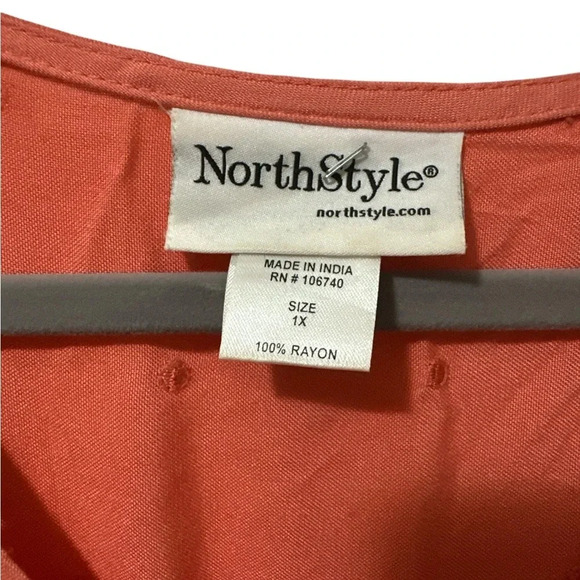 NorthStyle®
northstyle.com
MADE IN INDIA
RN # 106740
SIZE
1X
100% RAYON